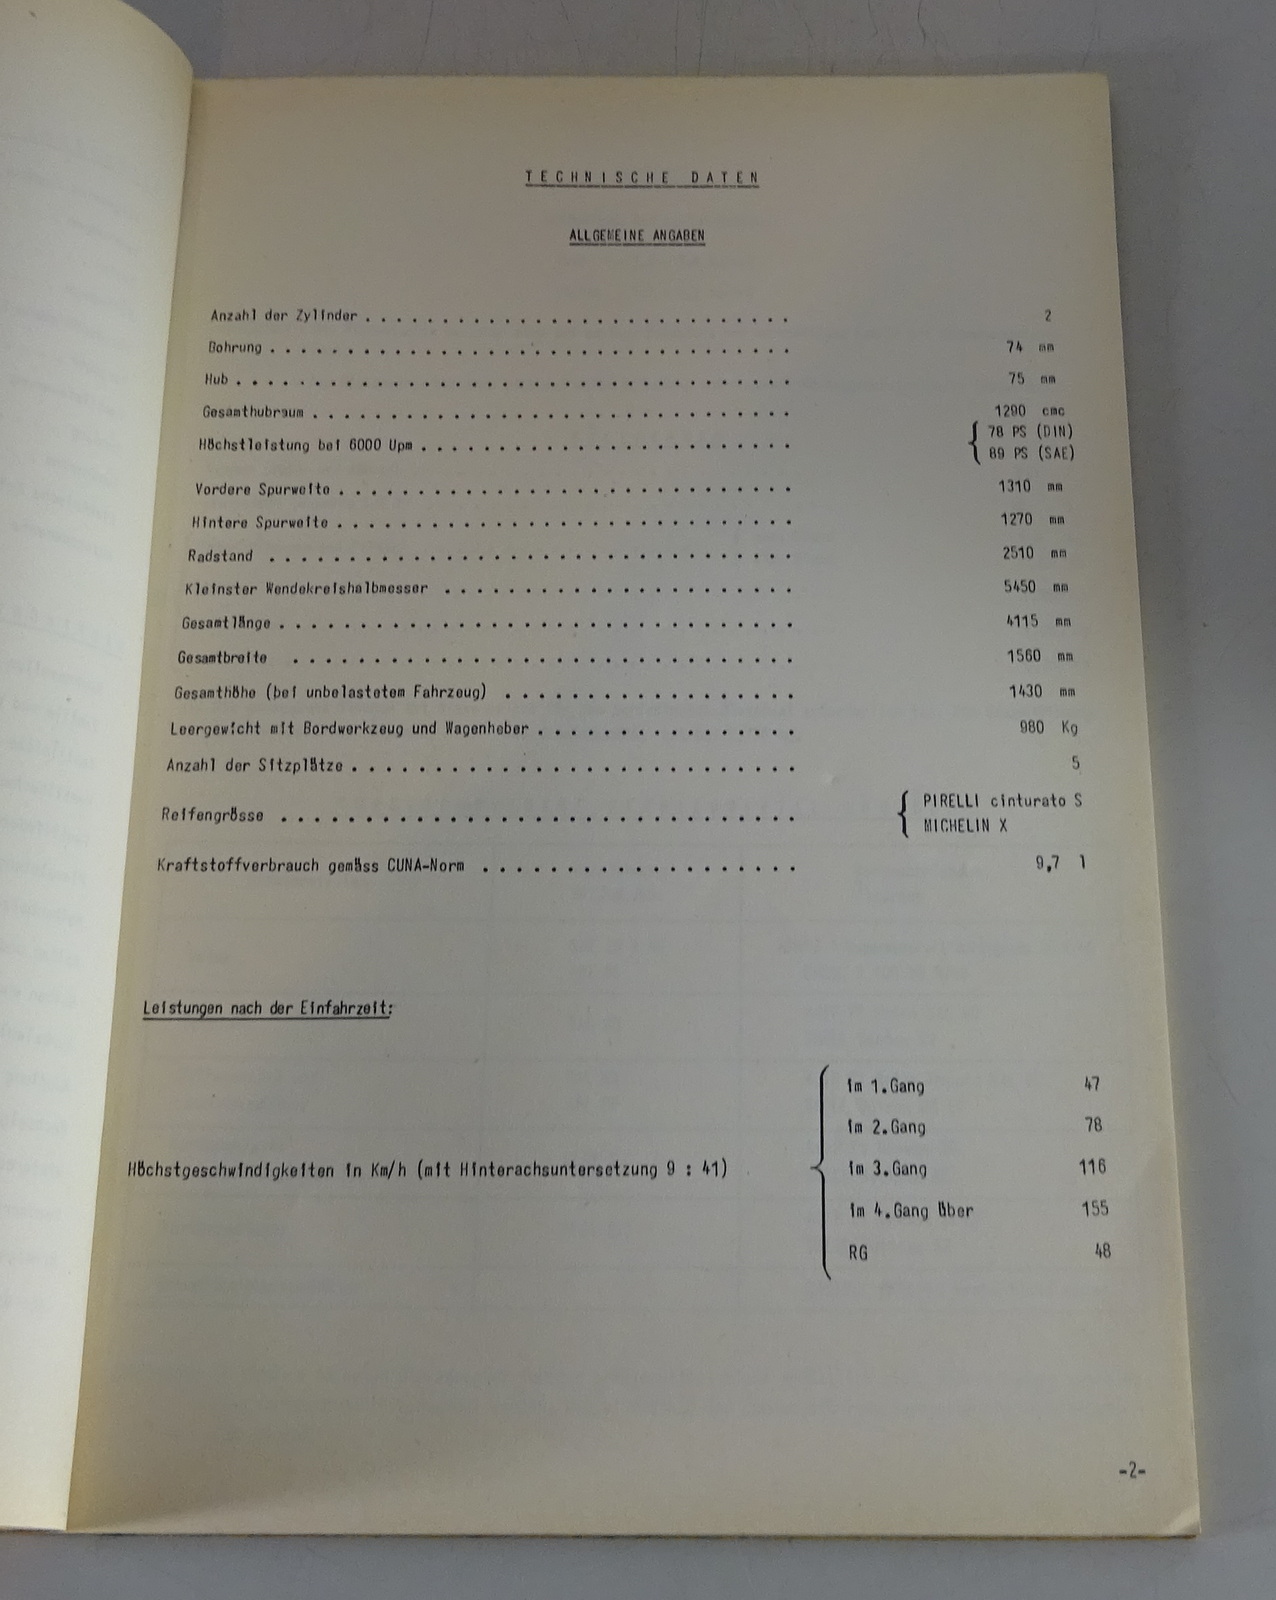 TECHNISCHE DATEN
ALLGEMEINE ANGABEN
Anzahl der Zylinder . . . . . . . . . . . . . . . . . . . . . . . . . . . 2
Bohrung . . . . . . . . . . . . . . . . . . . . . . . . . . . . . . . . . 74 mm
Hub . . . . . . . . . . . . . . . . . . . . . . . . . . . . . . . . . . . 75 mm
Gesamthubraum . . . . . . . . . . . . . . . . . . . . . . . . . . . . . . 1290 cmc
Höchstleistung bei 6000 Upm . . . . . . . . . . . . . . . . . . . . . . . { 78 PS (DIN)
89 PS (SAE)
Vordere Spurweite . . . . . . . . . . . . . . . . . . . . . . . . . . . . 1310 mm
Hintere Spurweite . . . . . . . . . . . . . . . . . . . . . . . . . . . . 1270 mm
Radstand . . . . . . . . . . . . . . . . . . . . . . . . . . . . . . . . 2510 mm
Kleinster Wendekreishalbmesser . . . . . . . . . . . . . . . . . . . . . . 5450 mm
Gesamtlänge . . . . . . . . . . . . . . . . . . . . . . . . . . . . . . . 4115 mm
Gesamtbreite . . . . . . . . . . . . . . . . . . . . . . . . . . . . . . 1560 mm
Gesamthöhe (bei unbelastetem Fahrzeug) . . . . . . . . . . . . . . . . . . 1430 mm
Leergewicht mit Bordwerkzeug und Wagenheber . . . . . . . . . . . . . . . . 980 Kg
Anzahl der Sitzplätze . . . . . . . . . . . . . . . . . . . . . . . . . . . 5
Reifengrösse . . . . . . . . . . . . . . . . . . . . . . . . . . . . . . { PIRELLI cinturato S
MICHELIN X
Kraftstoffverbrauch gemäss CUNA-Norm . . . . . . . . . . . . . . . . . . . 9,7 l
Leistungen nach der Einfahrzeit:
im 1.Gang 47
im 2.Gang 78
Höchstgeschwindigkeiten in Km/h (mit Hinterachsuntersetzung 9 : 41) { im 3.Gang 116
im 4.Gang über 155
RG 48
-2-